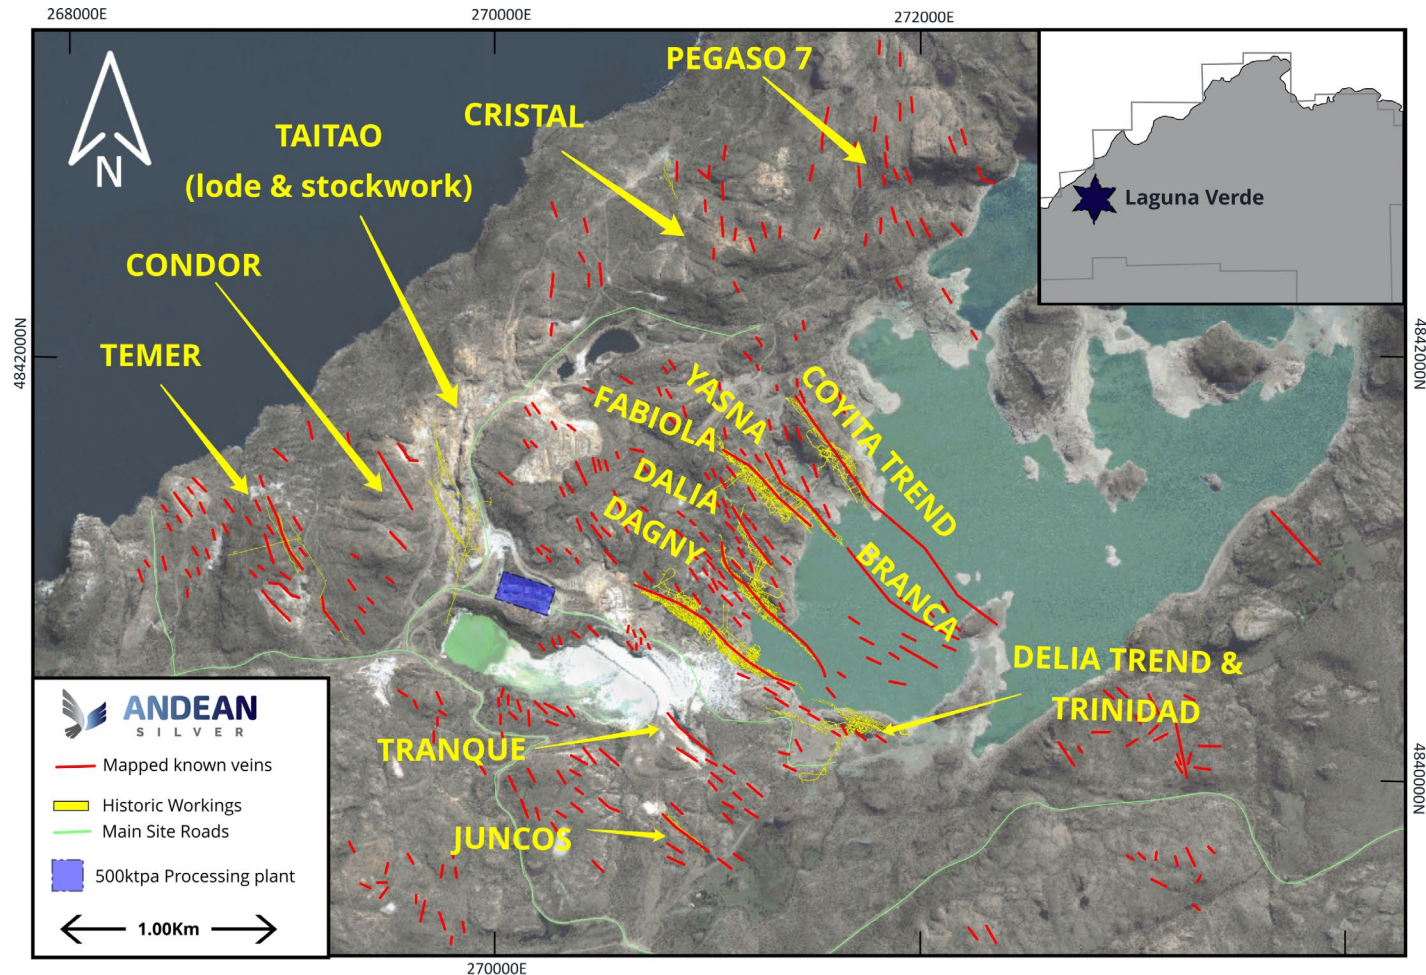 268000E
270000E
272000E
PEGASO 7
CRISTAL
TAITAO
(lode & stockwork)
CONDOR
TEMER
N
Laguna Verde
4842000N
4842000N
YASNA
COYITA TREND
FABIOLA
DALIA
DAGNY
BRANCA
DELIA TREND &
TRINIDAD
TRANQUE
JUNCOS
4840000N
ANDEAN
SILVER
Mapped known veins
Historic Workings
Main Site Roads
500ktpa Processing plant
1.00Km
270000E